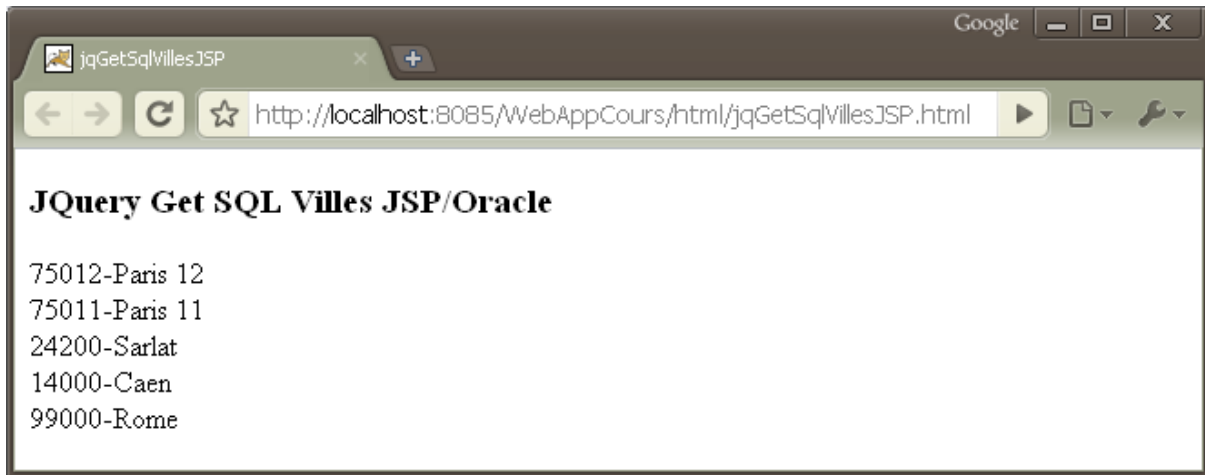 Google
jqGetSqlVillesJSP
http://localhost:8085/WebAppCours/html/jqGetSqlVillesJSP.html
JQuery Get SQL Villes JSP/Oracle
75012-Paris 12
75011-Paris 11
24200-Sarlat
14000-Caen
99000-Rome